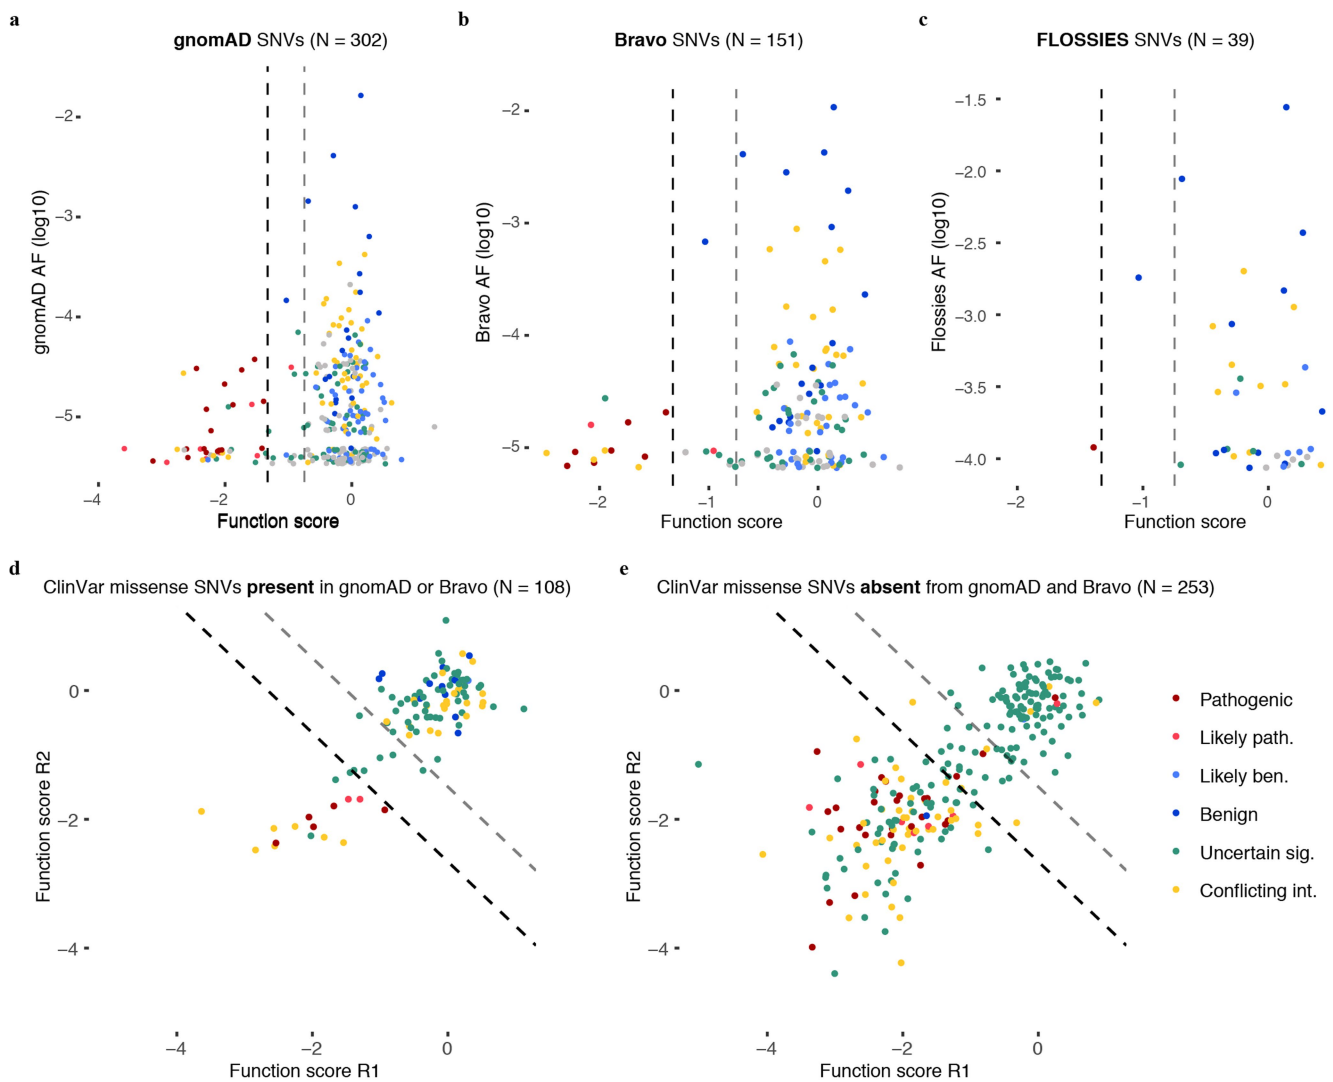 a
gnomAD SNVs (N = 302)
gnomAD AF (log10)
−2
−3
−4
−5
−4
−2
0
Function score
b
Bravo SNVs (N = 151)
Bravo AF (log10)
−2
−3
−4
−5
−2
−1
0
Function score
c
FLOSSIES SNVs (N = 39)
Flossies AF (log10)
−1.5
−2.0
−2.5
−3.0
−3.5
−4.0
−2
−1
0
Function score
d
ClinVar missense SNVs present in gnomAD or Bravo (N = 108)
Function score R2
0
−2
−4
−4
−2
0
Function score R1
e
ClinVar missense SNVs absent from gnomAD and Bravo (N = 253)
Function score R2
0
−2
−4
−4
−2
0
Function score R1
Pathogenic
Likely path.
Likely ben.
Benign
Uncertain sig.
Conflicting int.